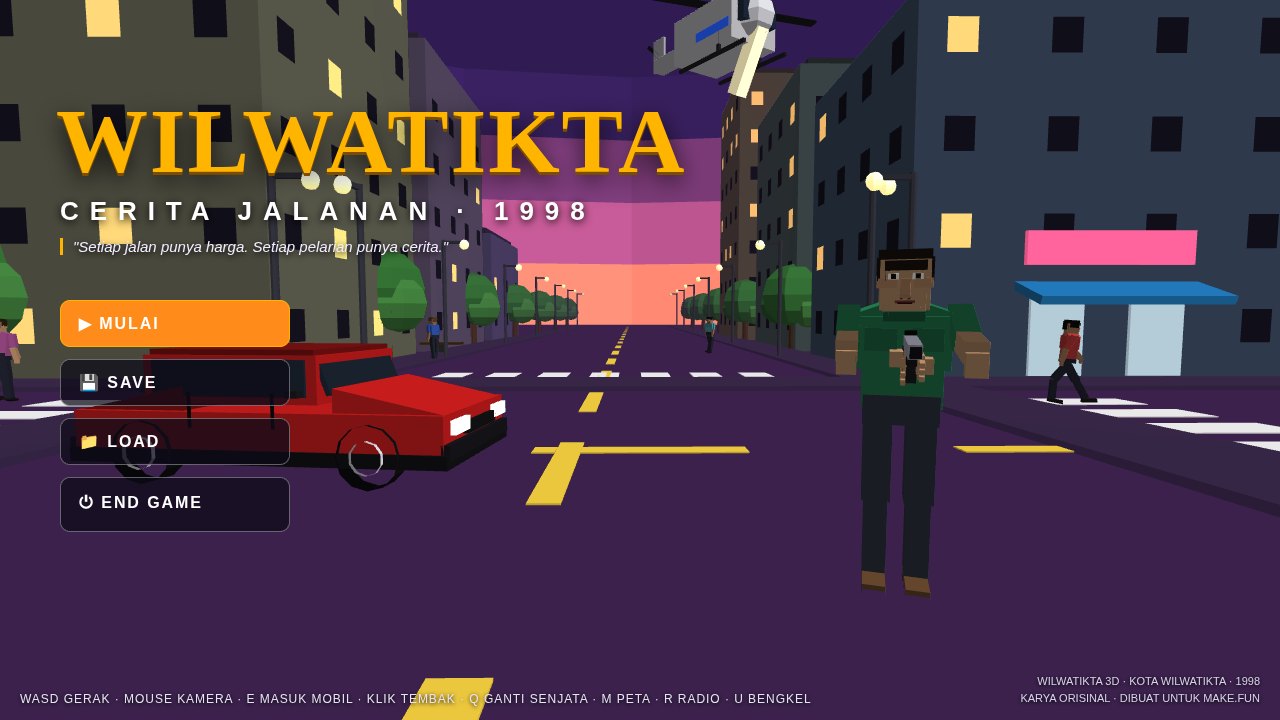 WILWATIKTA
CERITA JALANAN · 1998
"Setiap jalan punya harga. Setiap pelarian punya cerita."
▶ MULAI
💾 SAVE
📁 LOAD
⏻ END GAME
WASD GERAK · MOUSE KAMERA · E MASUK MOBIL · KLIK TEMBAK · Q GANTI SENJATA · M PETA · R RADIO · U BENGKEL
WILWATIKTA 3D · KOTA WILWATIKTA · 1998
KARYA ORISINAL · DIBUAT UNTUK MAKE.FUN